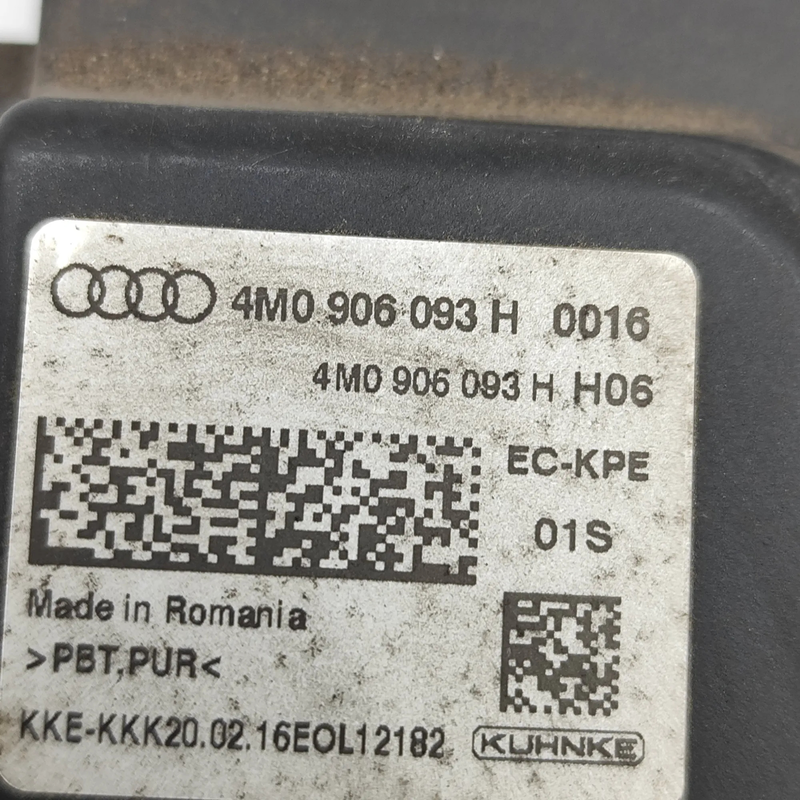 4M0 906 093 H 0016
4M0 906 093 H H06
EC-KPE
01S
Made in Romania
>PBT,PUR<
KKE-KKK20.02.16EOL12182
KUHNKE